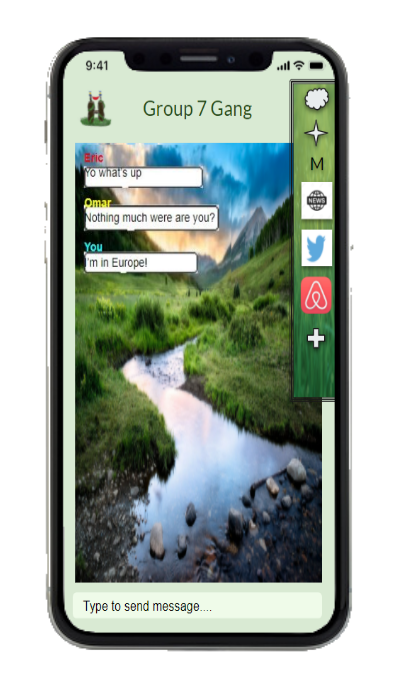 9:41
Group 7 Gang
Eric
Yo what's up
Omar
Nothing much were are you?
You
I'm in Europe!
M
NEWS
Type to send message....